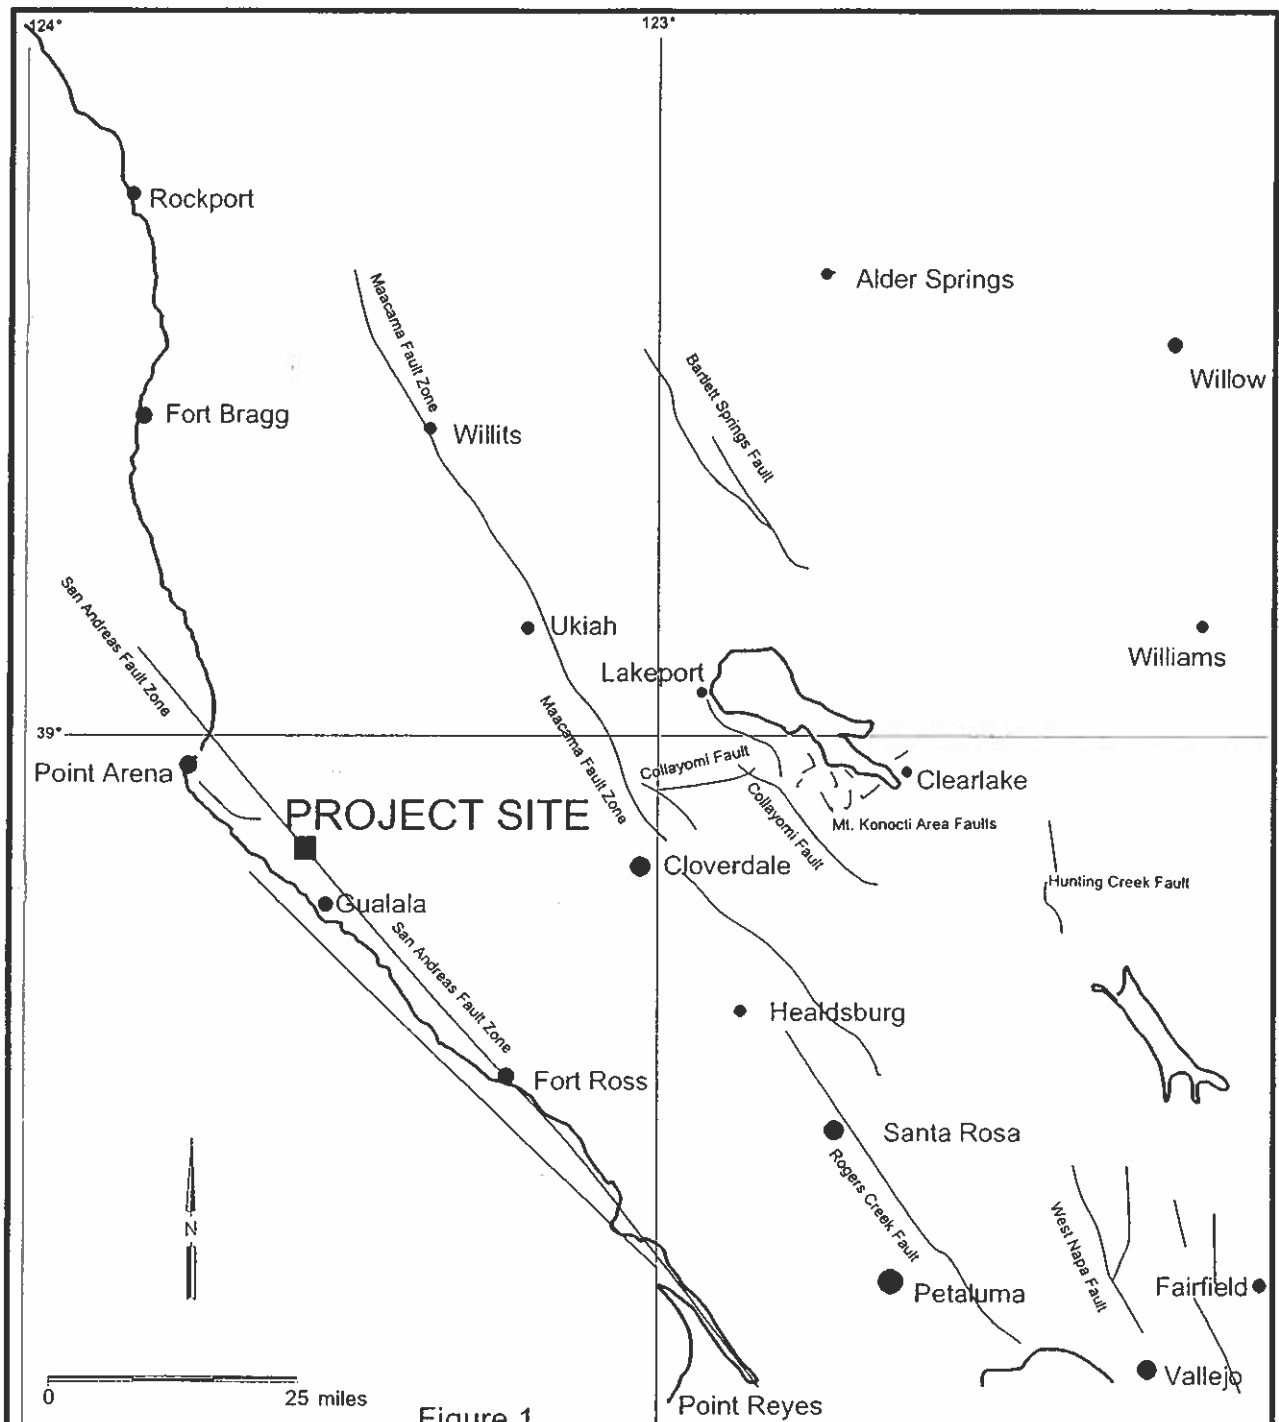 124°
123°
Rockport
Alder Springs
Maacama Fault Zone
Willow
Bartlett Springs Fault
Fort Bragg
Willits
San Andreas Fault Zone
Ukiah
Williams
Lakeport
Maacama Fault Zone
39°
Collayomi Fault
Point Arena
Clearlake
PROJECT SITE
Collayomi Fault
Mt. Konocti Area Faults
Cloverdale
Hunting Creek Fault
Gualala
San Andreas Fault Zone
Healdsburg
Fort Ross
Santa Rosa
Rogers Creek Fault
N
West Napa Fault
Petaluma
Fairfield
Vallejo
0
25 miles
Point Reyes
Figure 1